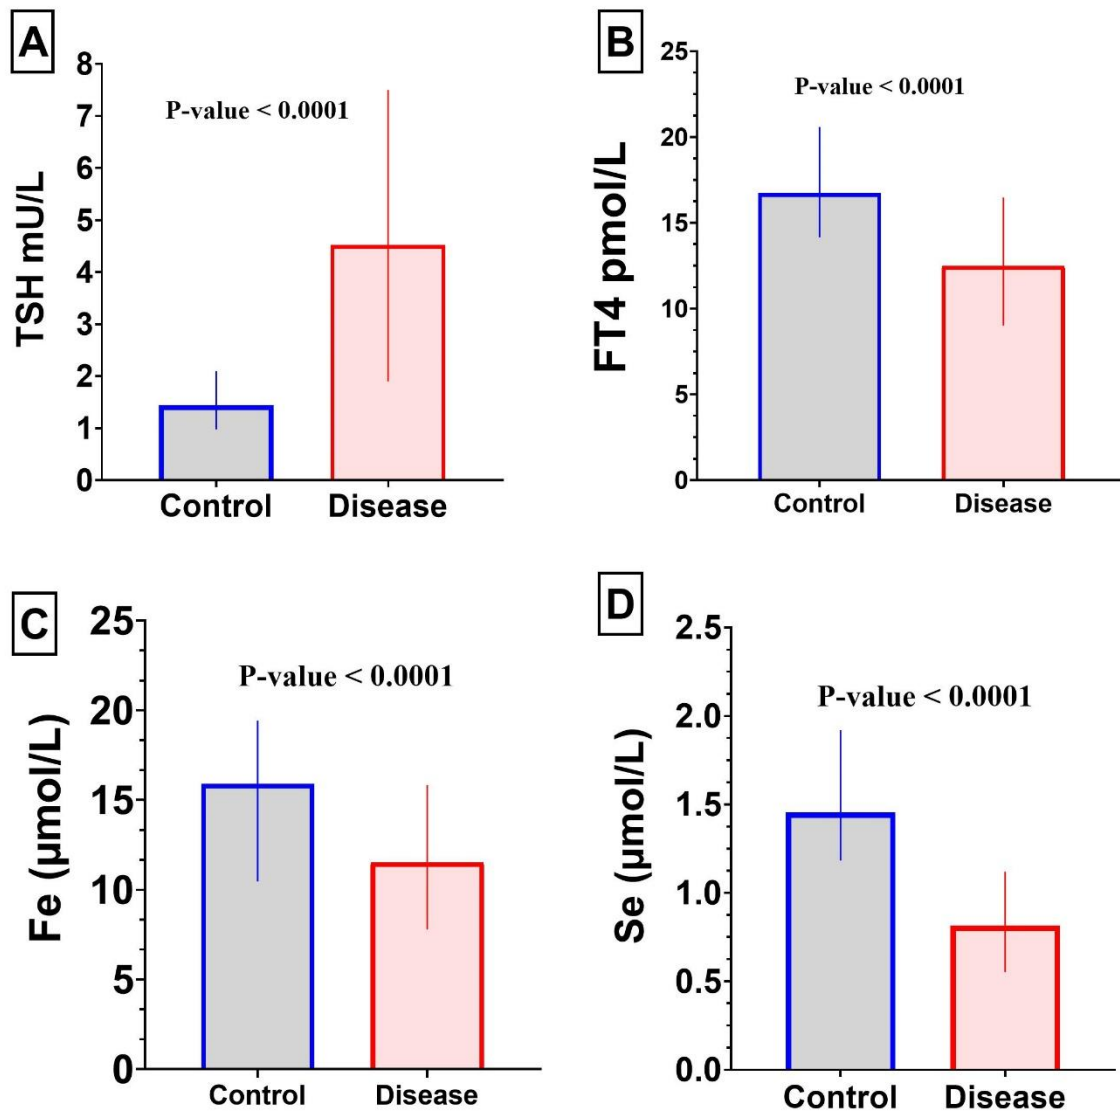 A
TSH mU/L
8
7
6
5
4
3
2
1
0
P-value < 0.0001
Control Disease
B
FT4 pmol/L
25
20
15
10
5
0
P-value < 0.0001
Control Disease
C
Fe (μmol/L)
25
20
15
10
5
0
P-value < 0.0001
Control Disease
D
Se (μmol/L)
2.5
2.0
1.5
1.0
0.5
0.0
P-value < 0.0001
Control Disease